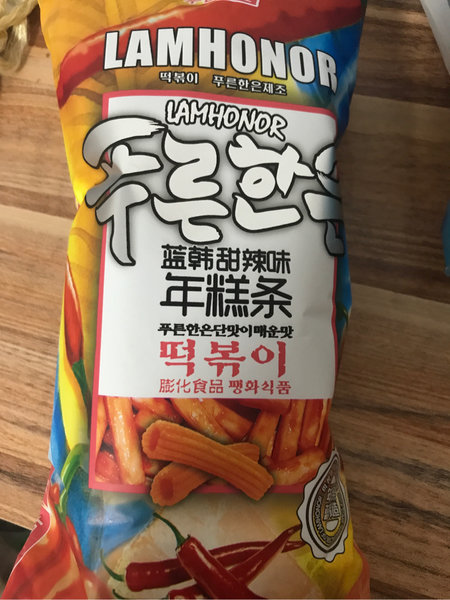 LAMHONOR
떡볶이 푸른한은제조
LAMHONOR
푸른한은
蓝韩甜辣味
年糕条
푸른한은단맛이매운맛
떡볶이
膨化食品 팽화식품